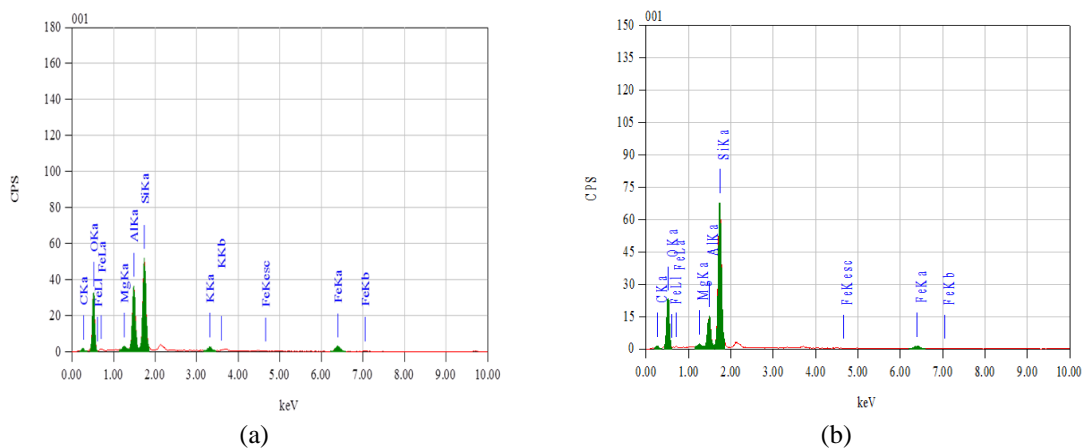 001
CPS
180
160
140
120
100
80
60
40
20
0
CKa
OKa
FeLl
FeLa
MgKa
AlKa
SiKa
KKa
KKb
FeKesc
FeKa
FeKb
0.00 1.00 2.00 3.00 4.00 5.00 6.00 7.00 8.00 9.00 10.00
keV
(a)
001
CPS
150
135
120
105
90
75
60
45
30
15
0
CKa
OKa
FeLl
FeLa
MgKa
AlKa
SiKa
FeKesc
FeKa
FeKb
0.00 1.00 2.00 3.00 4.00 5.00 6.00 7.00 8.00 9.00 10.00
keV
(b)